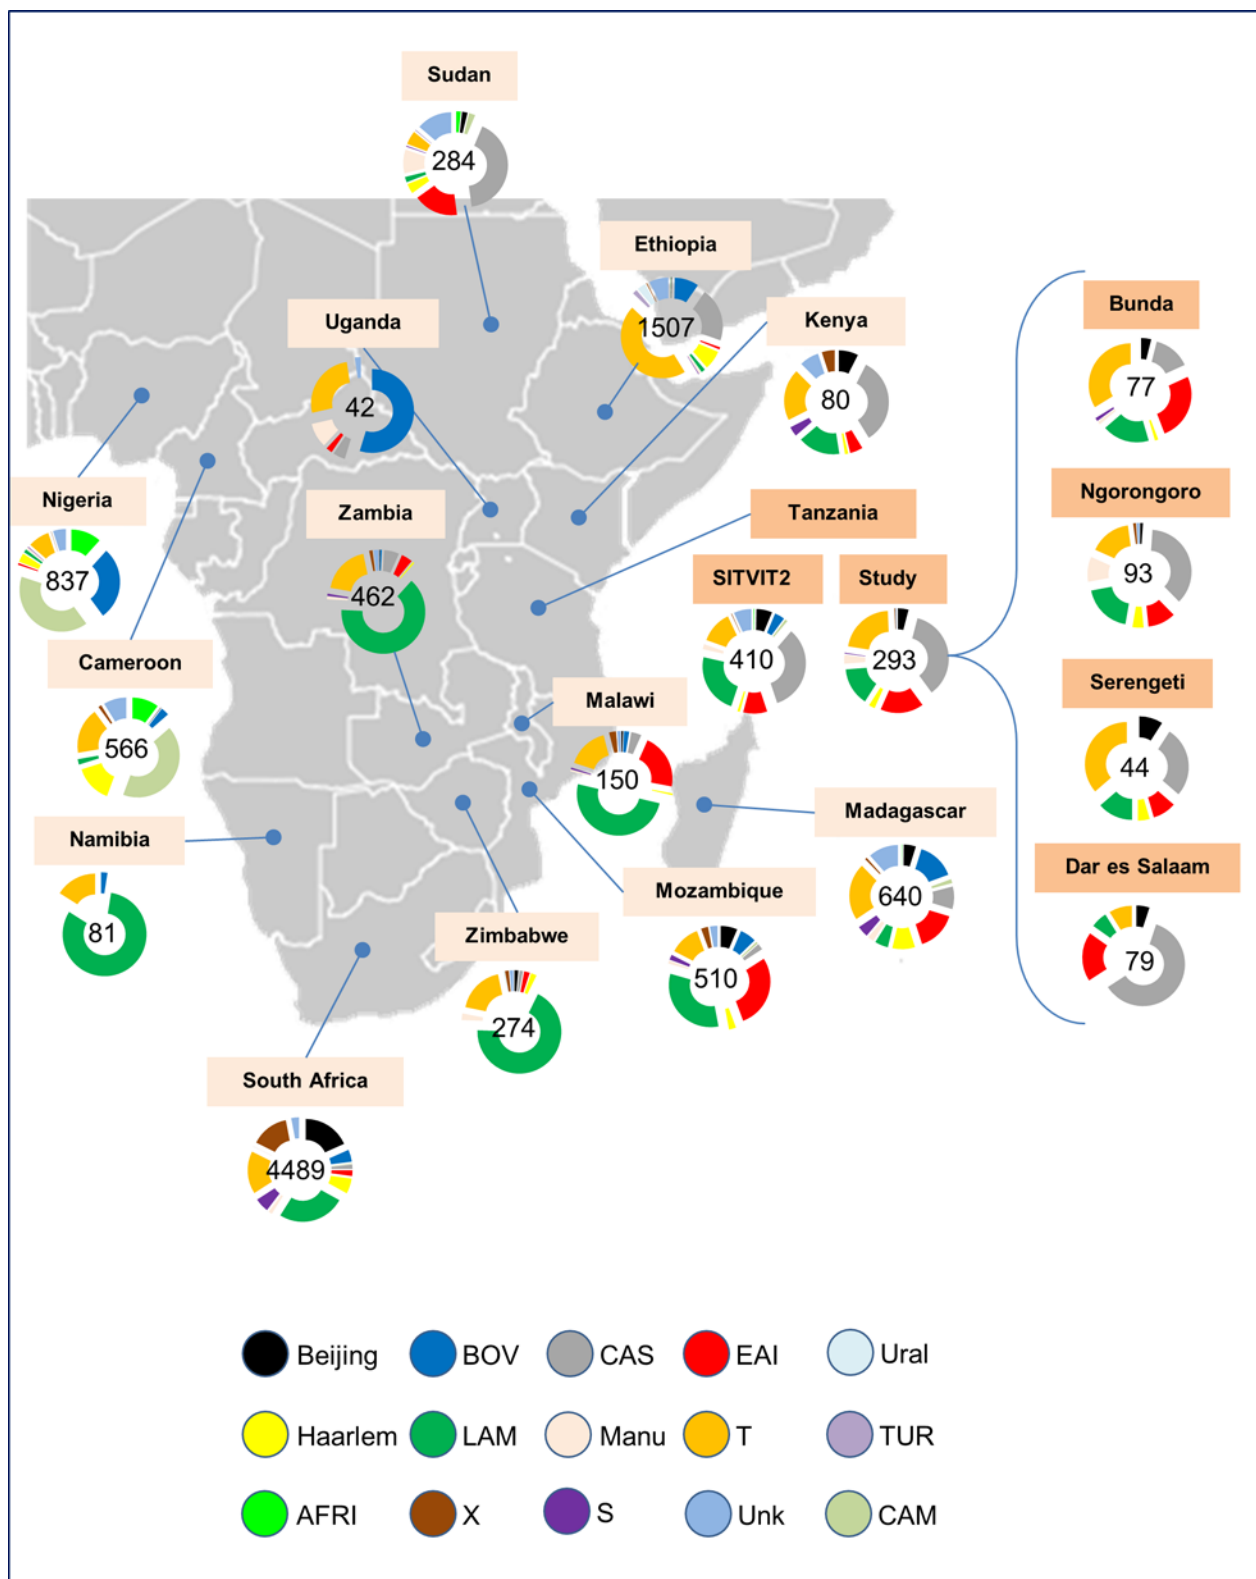 Sudan
284
Ethiopia
1507
Uganda
42
Kenya
80
Bunda
77
Nigeria
837
Zambia
462
Tanzania
SITVIT2
410
Study
293
Ngorongoro
93
Cameroon
566
Malawi
150
Serengeti
44
Namibia
81
Madagascar
640
Mozambique
510
Zimbabwe
274
Dar es Salaam
79
South Africa
4489
Beijing
BOV
CAS
EAI
Ural
Haarlem
LAM
Manu
T
TUR
AFRI
X
S
Unk
CAM